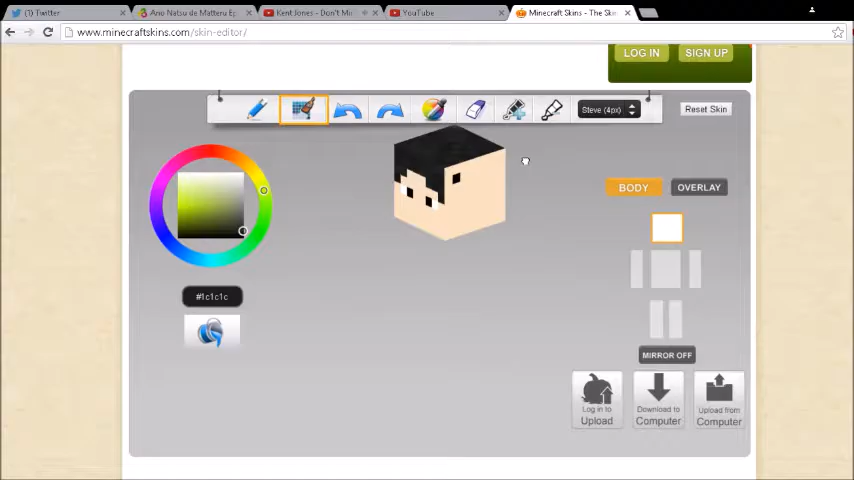 (1) Twitter
Ano Natsu de Matteru Ep
Kent Jones - Don't Mi
YouTube
Minecraft Skins - The Ski
www.minecraftskins.com/skin-editor/
LOG IN
SIGN UP
Steve (4px)
Reset Skin
BODY
OVERLAY
#1c1c1c
MIRROR OFF
Log in to
Upload
Download to
Computer
Upload from
Computer